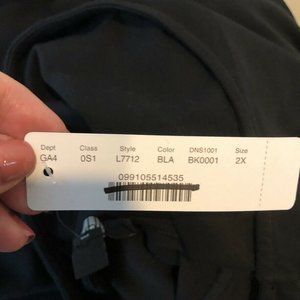 Dept Class Style Color DNS1001 Size
GA4 0S1 L7712 BLA BK0001 2X
099105514535